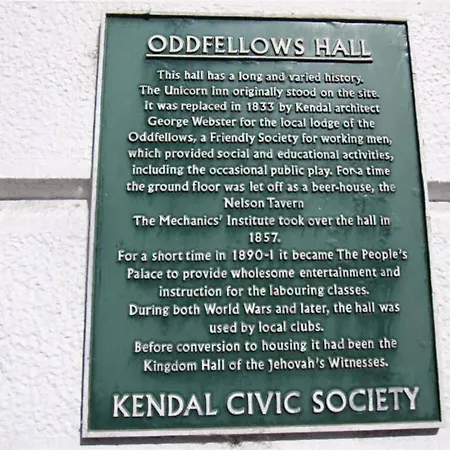 ODDFELLOWS HALL
This hall has a long and varied history.
The Unicorn Inn originally stood on the site.
It was replaced in 1833 by Kendal architect
George Webster for the local lodge of the
Oddfellows, a Friendly Society for working men,
which provided social and educational activities,
including the occasional public play. For a time
the ground floor was let off as a beer-house, the
Nelson Tavern
The Mechanics' Institute took over the hall in
1857.
For a short time in 1890-1 it became The People's
Palace to provide wholesome entertainment and
instruction for the labouring classes.
During both World Wars and later, the hall was
used by local clubs.
Before conversion to housing it had been the
Kingdom Hall of the Jehovah's Witnesses.
KENDAL CIVIC SOCIETY